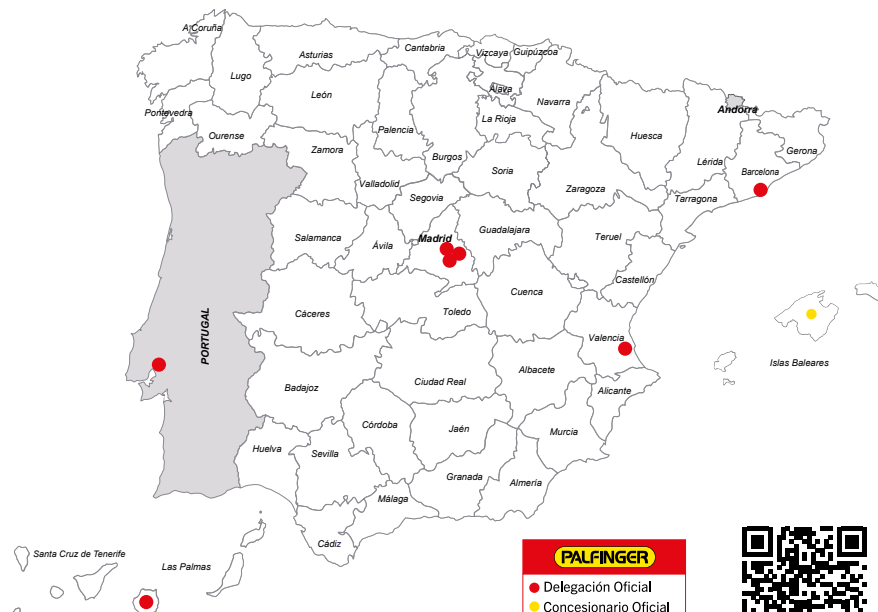 A Coruña
Lugo
Asturias
Cantabria
Vizcaya
Guipúzcoa
Álava
Navarra
Pontevedra
Ourense
León
Palencia
Burgos
La Rioja
Huesca
Andorra
Lérida
Gerona
Barcelona
Zamora
Valladolid
Soria
Zaragoza
Tarragona
Segovia
Salamanca
Ávila
Madrid
Guadalajara
Teruel
Castellón
Cáceres
Toledo
Cuenca
Valencia
Islas Baleares
PORTUGAL
Badajoz
Ciudad Real
Albacete
Alicante
Huelva
Sevilla
Córdoba
Jaén
Murcia
Granada
Almería
Málaga
Cádiz
Santa Cruz de Tenerife
Las Palmas
PALFINGER
Delegación Oficial
Concesionario Oficial